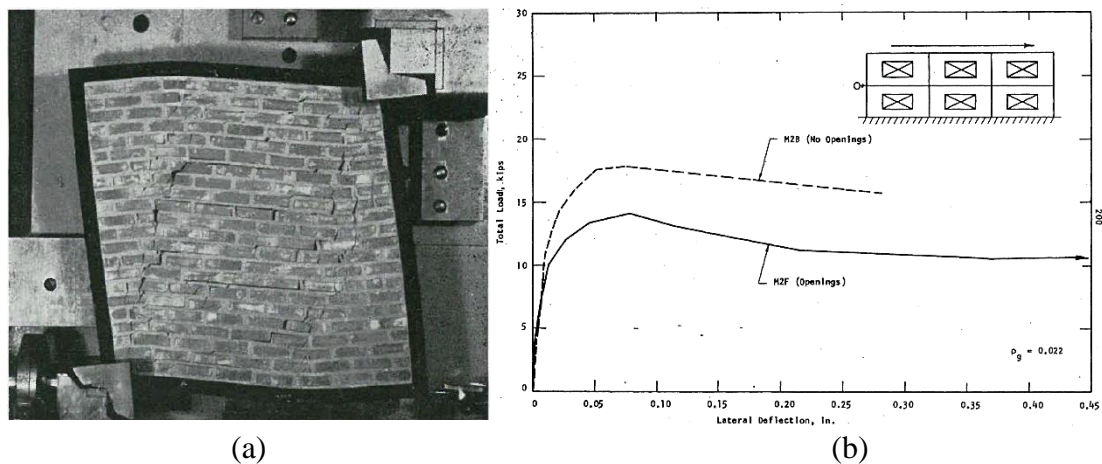 30
25
20
15
10
5
0
Total Load, kips
0
0.05
0.10
0.15
0.20
0.25
0.30
0.35
0.40
0.45
Lateral Deflection, in.
M2B (No Openings)
M2F (Openings)
ρg = 0.022
200
(a)
(b)